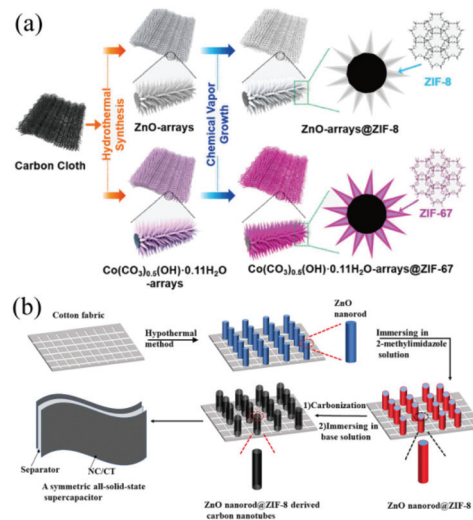 (a)
Carbon Cloth
Hydrothermal
Synthesis
ZnO-arrays
Chemical Vapor
Growth
ZnO-arrays@ZIF-8
ZIF-8
Co(CO₃)₀.₅(OH)·0.11H₂O
-arrays
Co(CO₃)₀.₅(OH)·0.11H₂O-arrays@ZIF-67
ZIF-67
(b)
Cotton fabric
Hypothermal
method
ZnO
nanorod
Immersing in
2-methylimidazole
solution
ZnO nanorod@ZIF-8
1)Carbonization
2)Immersing in
base solution
ZnO nanorod@ZIF-8 derived
carbon nanotubes
Separator
NC/CT
A symmetric all-solid-state
supercapacitor